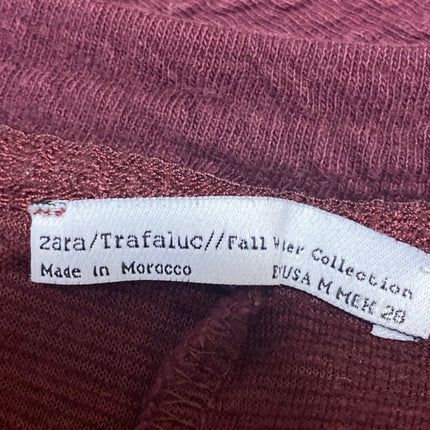 zara/Trafaluc//Fall Collection
Made in Morocco USA M MEX 28